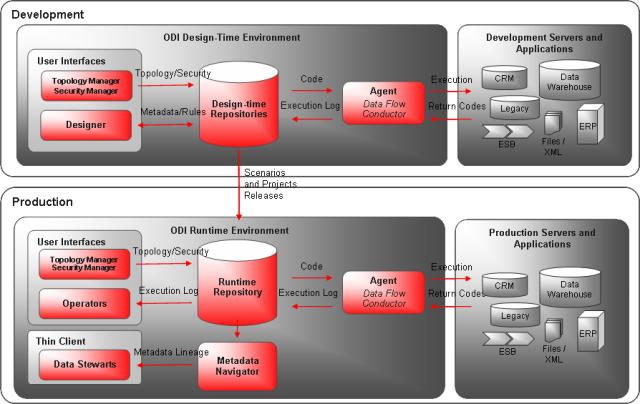 Development
ODI Design-Time Environment
Development Servers and
Applications
User Interfaces
Topology Manager
Security Manager
Topology/Security
Designer
Metadata/Rules
Design-time
Repositories
Code
Execution Log
Agent
Data Flow
Conductor
Execution
Return Codes
CRM
Data
Warehouse
Legacy
ESB
Files /
XML
ERP
Scenarios
and Projects
Releases
Production
ODI Runtime Environment
Production Servers and
Applications
User Interfaces
Topology Manager
Security Manager
Topology/Security
Operators
Execution Log
Runtime
Repository
Code
Execution Log
Agent
Data Flow
Conductor
Execution
Return Codes
CRM
Data
Warehouse
Legacy
ESB
Files /
XML
ERP
Thin Client
Data Stewarts
Metadata Lineage
Metadata
Navigator